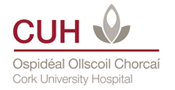 CUH
Ospidéal Ollscoil Chorcaí
Cork University Hospital